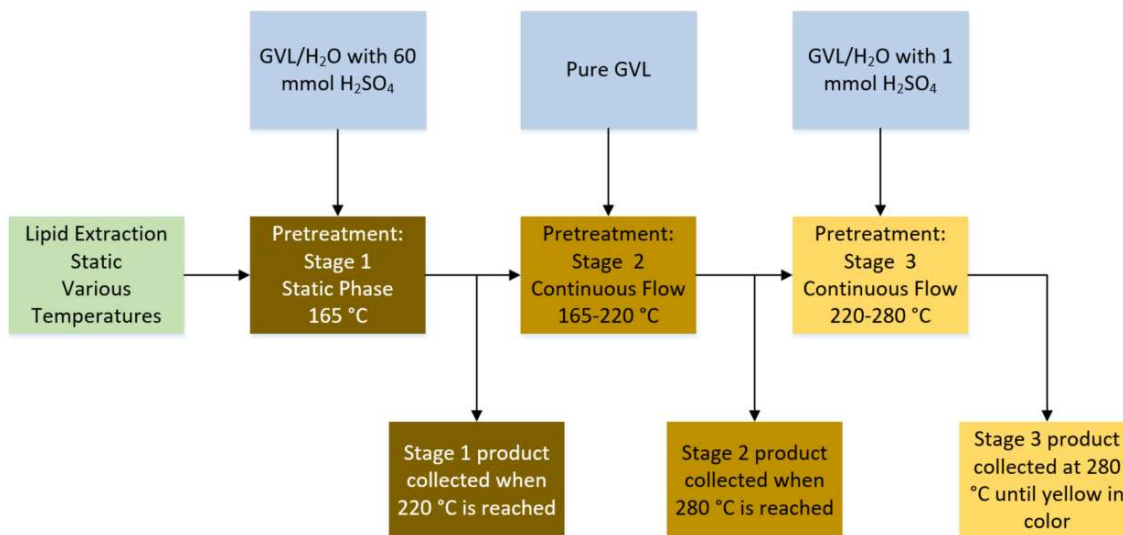 GVL/H₂O with 60
mmol H₂SO₄
Pure GVL
GVL/H₂O with 1
mmol H₂SO₄
Lipid Extraction
Static
Various
Temperatures
Pretreatment:
Stage 1
Static Phase
165 °C
Pretreatment:
Stage 2
Continuous Flow
165-220 °C
Pretreatment:
Stage 3
Continuous Flow
220-280 °C
Stage 1 product
collected when
220 °C is reached
Stage 2 product
collected when
280 °C is reached
Stage 3 product
collected at 280
°C until yellow in
color